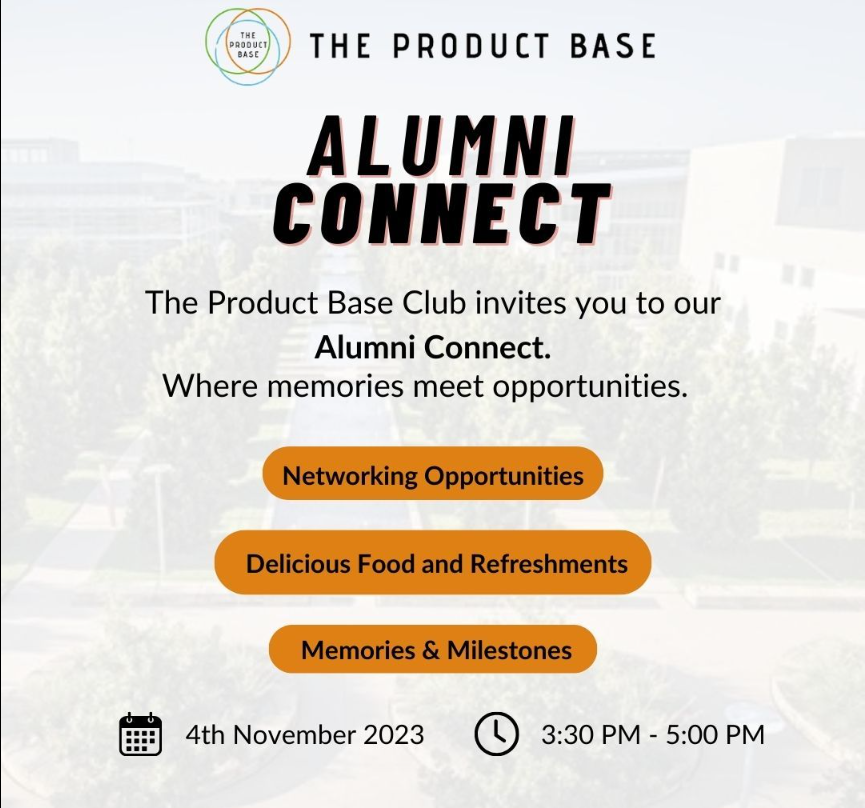 THE
PRODUCT
BASE
THE PRODUCT BASE
ALUMNI
CONNECT
The Product Base Club invites you to our
Alumni Connect.
Where memories meet opportunities.
Networking Opportunities
Delicious Food and Refreshments
Memories & Milestones
4th November 2023 3:30 PM - 5:00 PM